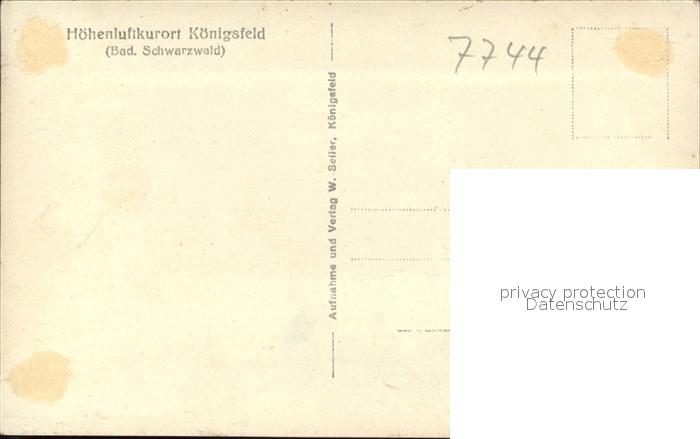 Höhenluftkurort Königsfeld
(Bad. Schwarzwald)
7744
Aufnahme und Verlag W. Seiler, Königsfeld
privacy protection
Datenschutz